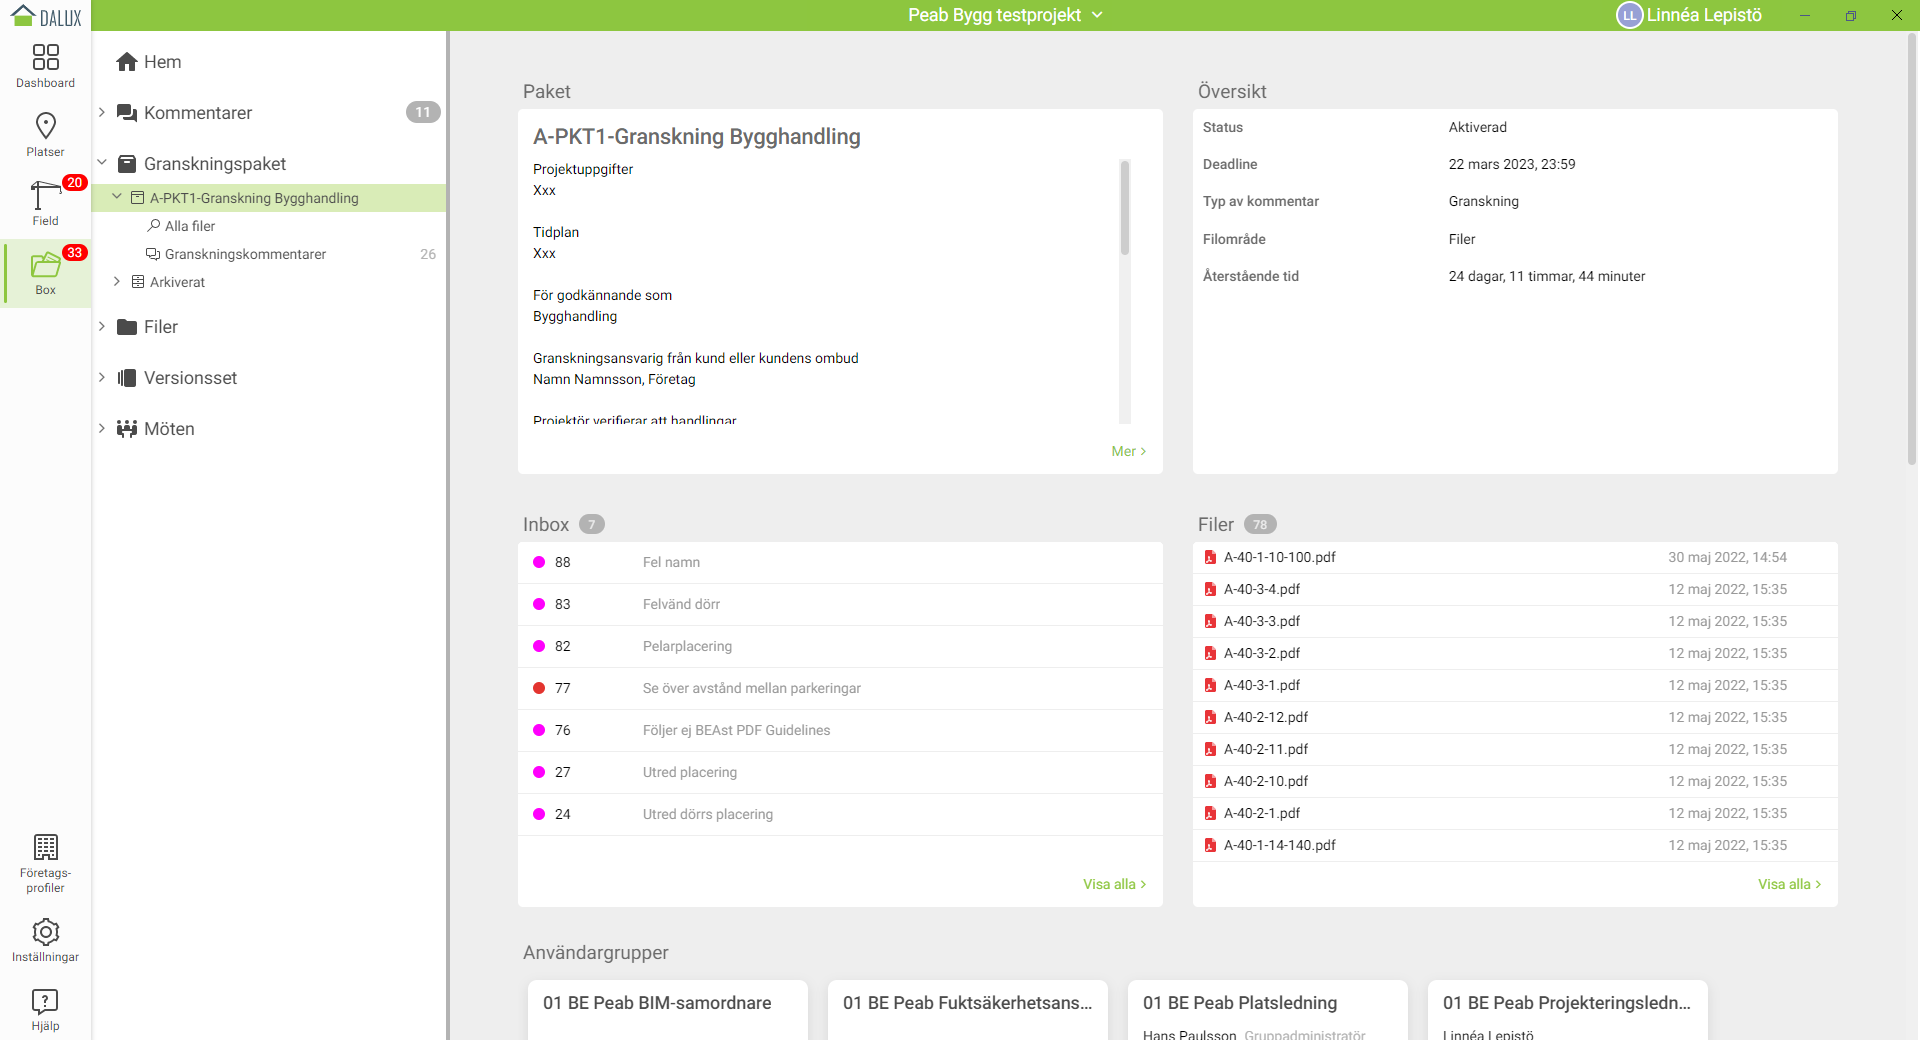 DALUX
Peab Bygg testprojekt
LL Linnéa Lepistö
Dashboard
Platser
20
Field
33
Box
Företags-
profiler
Inställningar
Hjälp
Hem
Kommentarer 11
Granskningspaket
A-PKT1-Granskning Bygghandling
Alla filer
Granskningskommentarer 26
Arkiverat
Filer
Versionsset
Möten
Paket
A-PKT1-Granskning Bygghandling
Projektuppgifter
Xxx
Tidplan
Xxx
För godkännande som
Bygghandling
Granskningsansvarig från kund eller kundens ombud
Namn Namnsson, Företag
Projektör verifierar att handlingar
Mer
Översikt
Status Aktiverad
Deadline 22 mars 2023, 23:59
Typ av kommentar Granskning
Filområde Filer
Återstående tid 24 dagar, 11 timmar, 44 minuter
Inbox 7
88 Fel namn
83 Felvänd dörr
82 Pelarplacering
77 Se över avstånd mellan parkeringar
76 Följer ej BEAst PDF Guidelines
27 Utred placering
24 Utred dörrs placering
Visa alla
Filer 78
A-40-1-10-100.pdf 30 maj 2022, 14:54
A-40-3-4.pdf 12 maj 2022, 15:35
A-40-3-3.pdf 12 maj 2022, 15:35
A-40-3-2.pdf 12 maj 2022, 15:35
A-40-3-1.pdf 12 maj 2022, 15:35
A-40-2-12.pdf 12 maj 2022, 15:35
A-40-2-11.pdf 12 maj 2022, 15:35
A-40-2-10.pdf 12 maj 2022, 15:35
A-40-2-1.pdf 12 maj 2022, 15:35
A-40-1-14-140.pdf 12 maj 2022, 15:35
Visa alla
Användargrupper
01 BE Peab BIM-samordnare
01 BE Peab Fuktsäkerhetsans...
01 BE Peab Platsledning
Hans Paulsson Gruppadministratör
01 BE Peab Projekteringsledn...
Linnéa Lepistö